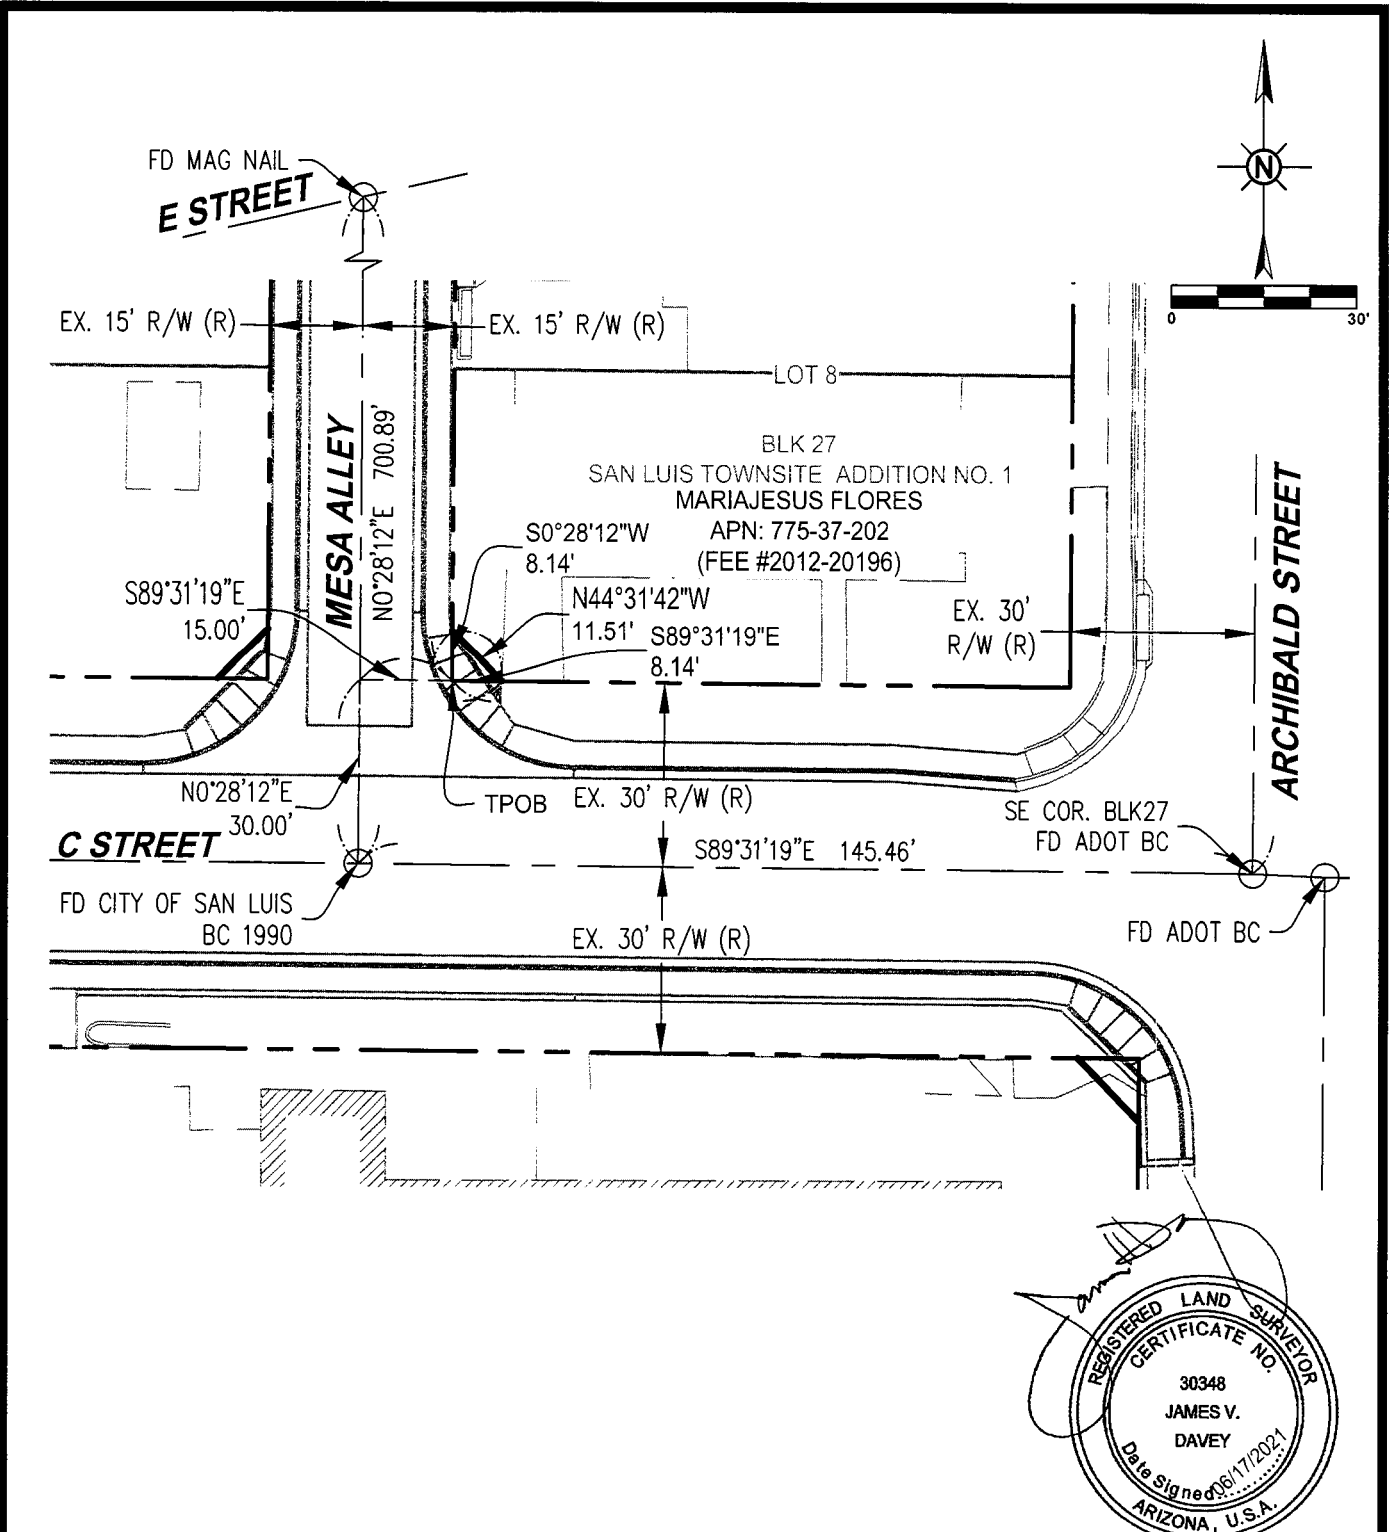 FD MAG NAIL
E STREET
N
0 30'
EX. 15' R/W (R)
EX. 15' R/W (R)
LOT 8
MESA ALLEY
N0°28'12"E 700.89'
BLK 27
SAN LUIS TOWNSITE ADDITION NO. 1
MARIAJESUS FLORES
APN: 775-37-202
(FEE #2012-20196)
S0°28'12"W
8.14'
N44°31'42"W
11.51'
S89°31'19"E
8.14'
S89°31'19"E
15.00'
EX. 30'
R/W (R)
ARCHIBALD STREET
N0°28'12"E
30.00'
TPOB
EX. 30' R/W (R)
SE COR. BLK27
FD ADOT BC
C STREET
S89°31'19"E 145.46'
FD CITY OF SAN LUIS
BC 1990
EX. 30' R/W (R)
FD ADOT BC
REGISTERED LAND SURVEYOR
CERTIFICATE NO.
30348
JAMES V.
DAVEY
Date Signed 06/17/2021
ARIZONA, U.S.A.